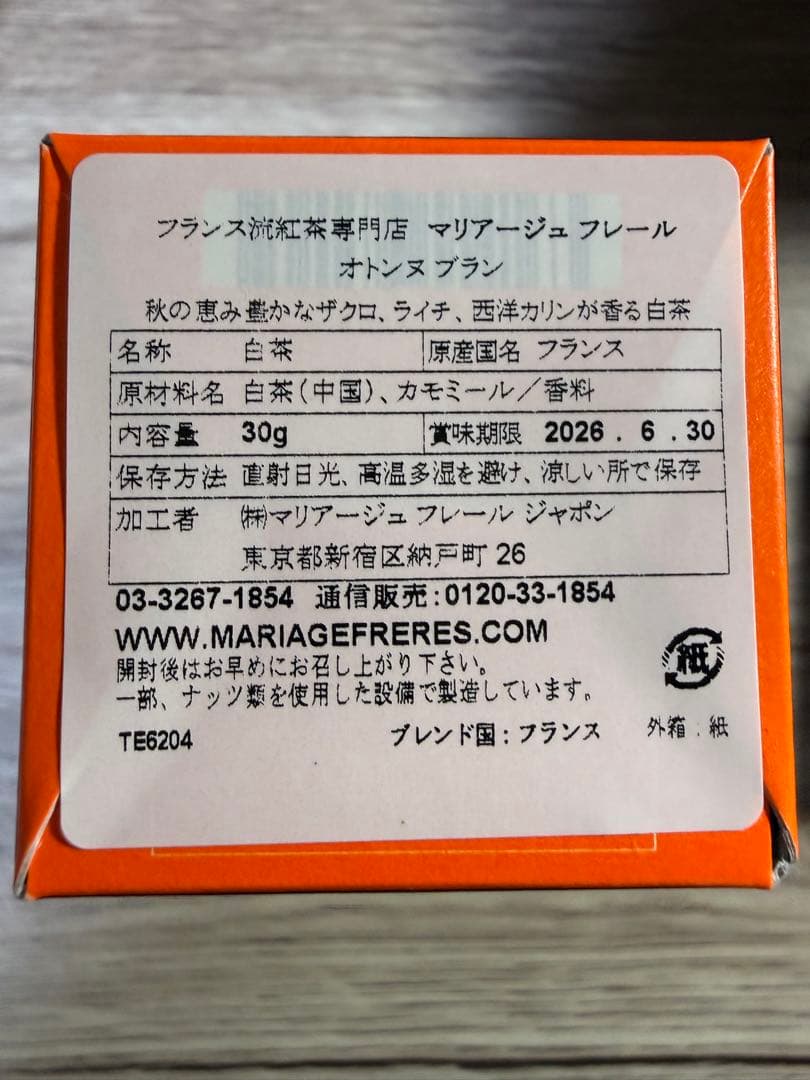 フランス流紅茶専門店 マリアージュ フレール
オトンヌ ブラン
秋の恵み豊かなザクロ、ライチ、西洋カリンが香る白茶
名称 白茶 原産国名 フランス
原材料名 白茶(中国)、カモミール/香料
内容量 30g 賞味期限 2026.6.30
保存方法 直射日光、高温多湿を避け、涼しい所で保存
加工者 ㈱マリアージュ フレール ジャポン
東京都新宿区納戸町 26
03-3267-1854 通信販売:0120-33-1854
WWW.MARIAGEFRERES.COM
開封後はお早めにお召し上がり下さい。
一部、ナッツ類を使用した設備で製造しています。
紙
TE6204 ブレンド国:フランス 外箱:紙